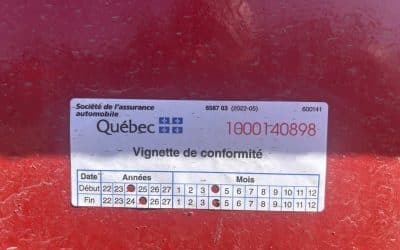 Société de l'assurance 6587 03 (2022-05) 600141
automobile
Québec 1000140898
Vignette de conformité
Date Années Mois
Début 22 23 25 26 27 1 2 3 5 6 7 8 9 10 11 12
Fin 22 23 24 26 27 1 2 3 5 6 7 8 9 10 11 12